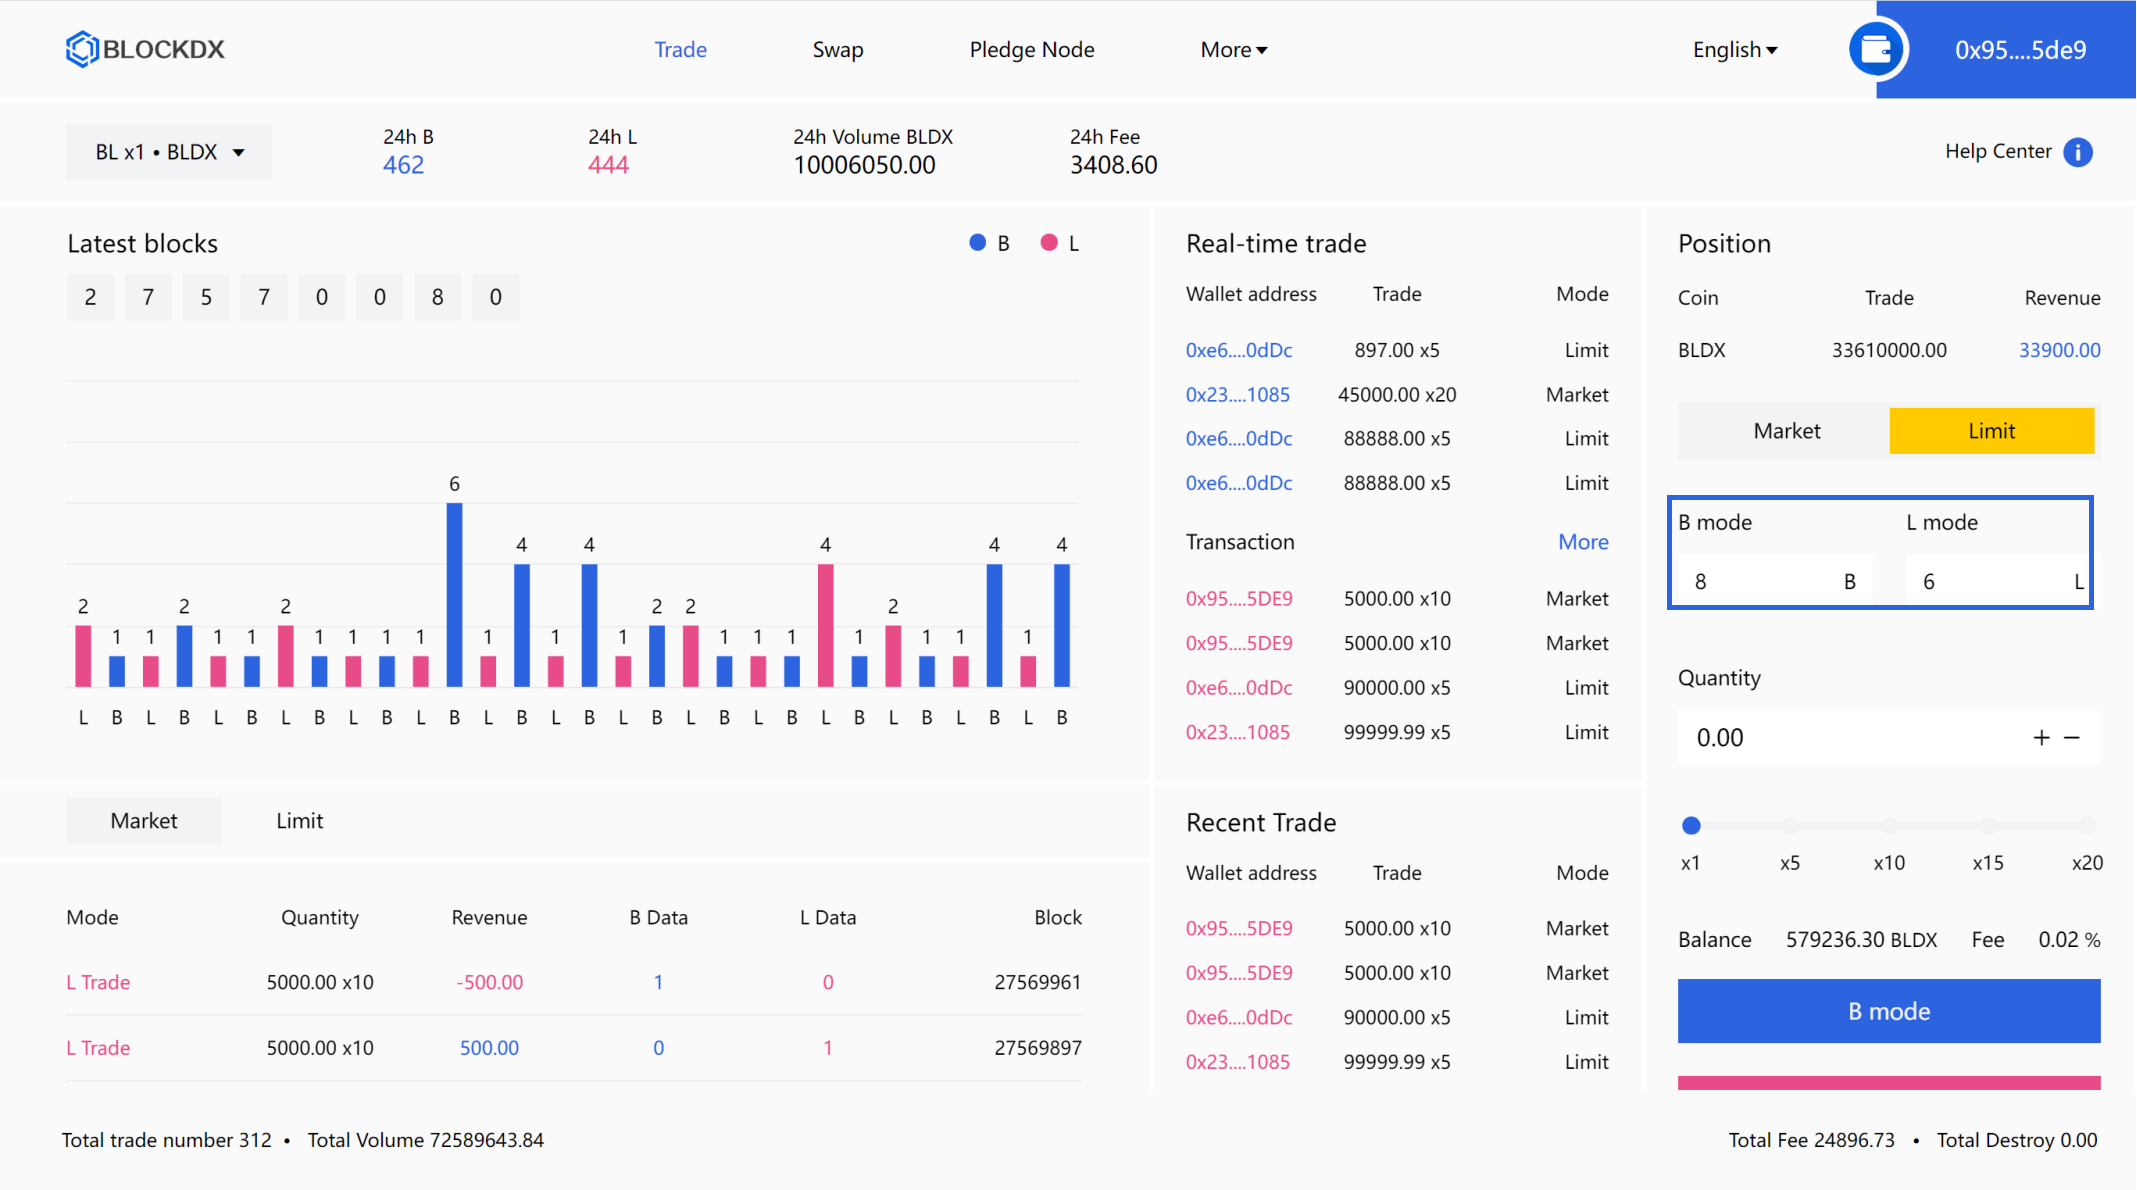 BLOCKDX
Trade
Swap
Pledge Node
More
English
0x95....5de9
BL x1 • BLDX
24h B
462
24h L
444
24h Volume BLDX
10006050.00
24h Fee
3408.60
Help Center
Latest blocks
B L
2 7 5 7 0 0 8 0
2 1 1 2 1 1 2 1 1 1 1 6 1 4 1 4 1 2 2 1 1 1 4 1 2 1 1 4 1 4
L B L B L B L B L B L B L B L B L B L B L B L B L B L B L B
Market Limit
Mode Quantity Revenue B Data L Data Block
L Trade 5000.00 x10 -500.00 1 0 27569961
L Trade 5000.00 x10 500.00 0 1 27569897
Real-time trade
Wallet address Trade Mode
0xe6....0dDc 897.00 x5 Limit
0x23....1085 45000.00 x20 Market
0xe6....0dDc 88888.00 x5 Limit
0xe6....0dDc 88888.00 x5 Limit
Transaction More
0x95....5DE9 5000.00 x10 Market
0x95....5DE9 5000.00 x10 Market
0xe6....0dDc 90000.00 x5 Limit
0x23....1085 99999.99 x5 Limit
Recent Trade
Wallet address Trade Mode
0x95....5DE9 5000.00 x10 Market
0x95....5DE9 5000.00 x10 Market
0xe6....0dDc 90000.00 x5 Limit
0x23....1085 99999.99 x5 Limit
Position
Coin Trade Revenue
BLDX 33610000.00 33900.00
Market Limit
B mode L mode
8 B 6 L
Quantity
0.00 + −
x1 x5 x10 x15 x20
Balance 579236.30 BLDX Fee 0.02 %
B mode
Total trade number 312 • Total Volume 72589643.84
Total Fee 24896.73 • Total Destroy 0.00